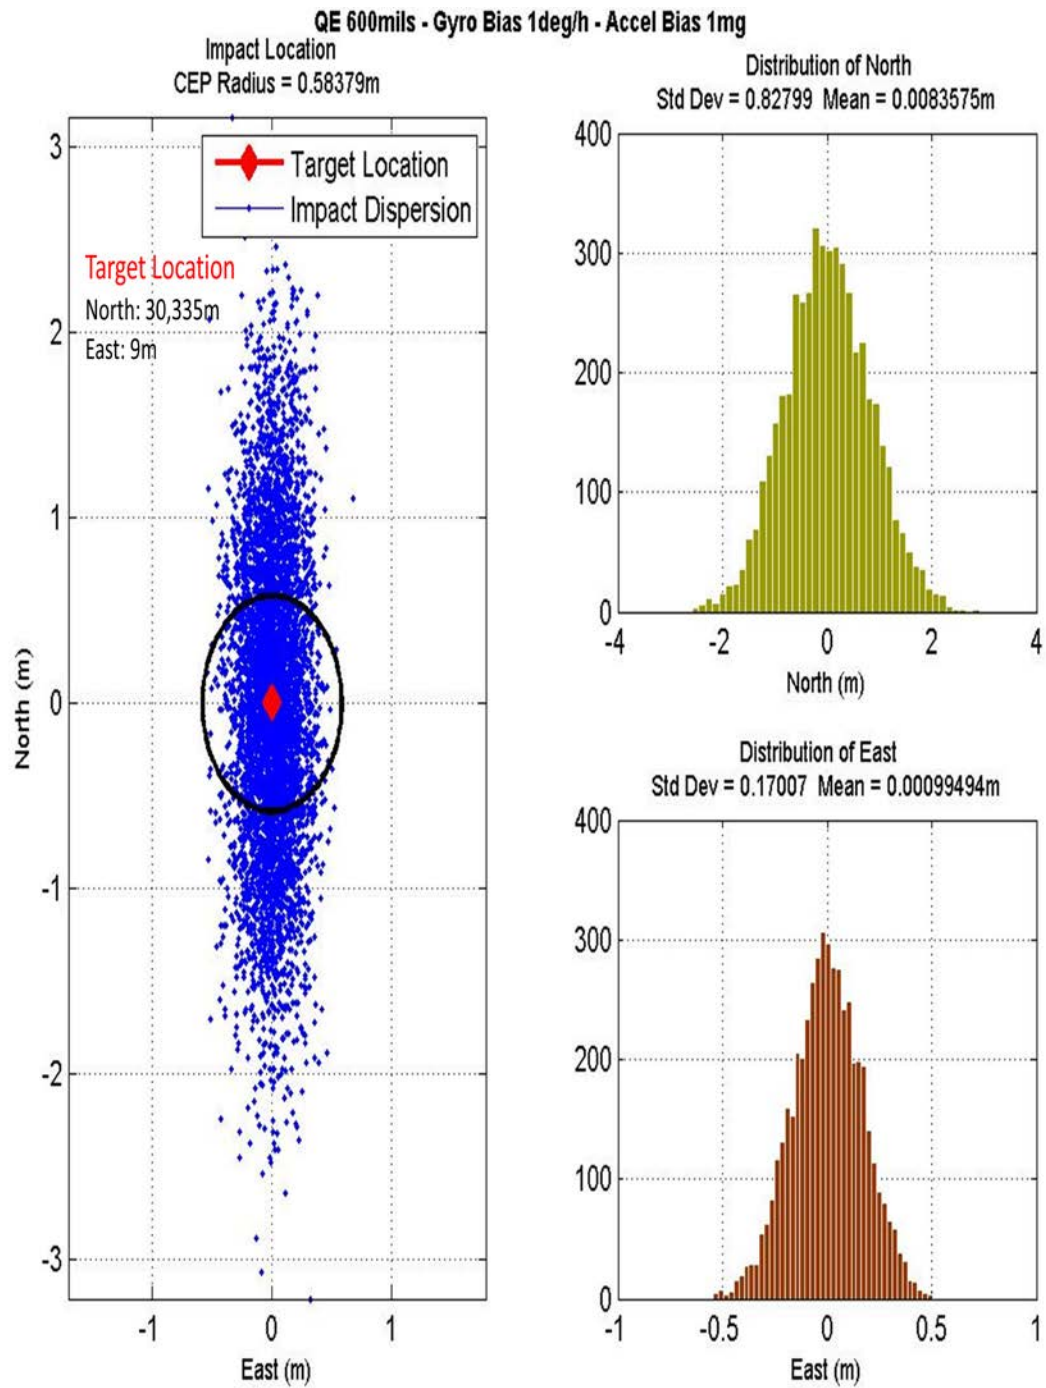 QE 600mils - Gyro Bias 1deg/h - Accel Bias 1mg
Impact Location
CEP Radius = 0.58379m
Target Location
Impact Dispersion
Target Location
North: 30,335m
East: 9m
3
2
1
0
-1
-2
-3
North (m)
-1
0
1
East (m)
Distribution of North
Std Dev = 0.82799 Mean = 0.0083575m
400
300
200
100
0
-4
-2
0
2
4
North (m)
Distribution of East
Std Dev = 0.17007 Mean = 0.00099494m
400
300
200
100
0
-1
-0.5
0
0.5
1
East (m)